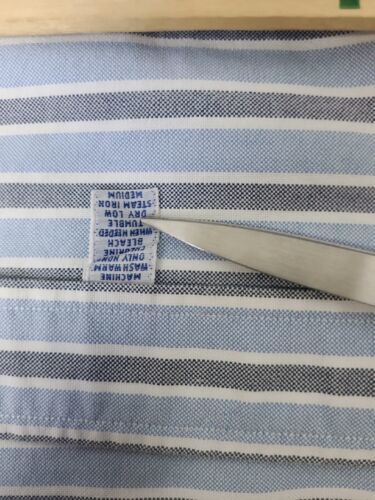 MACHINE
WASH WARM
ONLY NON-
CHLORINE
BLEACH
WHEN NEEDED
TUMBLE
DRY LOW
STEAM IRON
MEDIUM